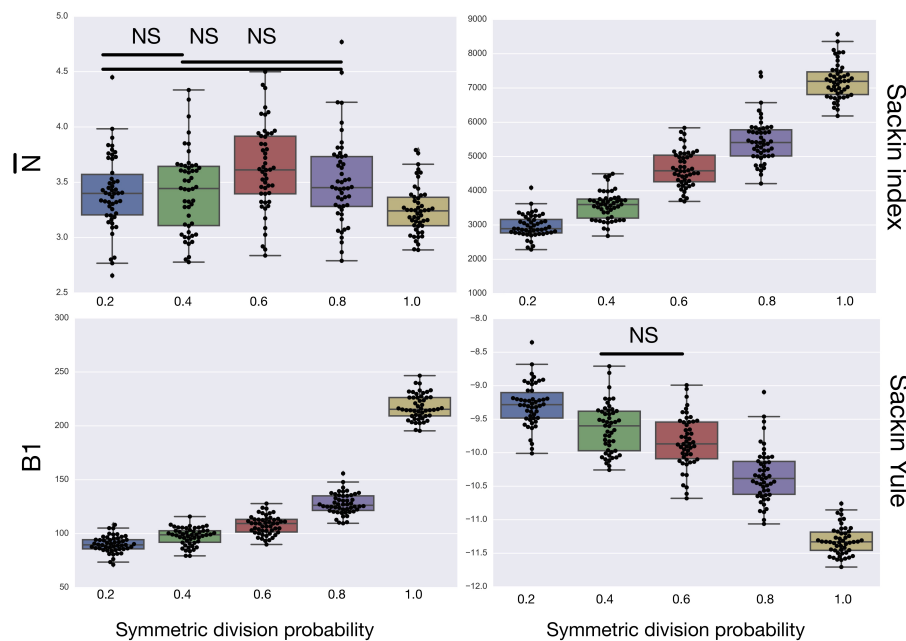 NS NS NS
5.0
4.5
4.0
3.5
3.0
2.5
N
0.2 0.4 0.6 0.8 1.0
9000
8000
7000
6000
5000
4000
3000
2000
1000
Sackin index
0.2 0.4 0.6 0.8 1.0
300
250
200
150
100
50
B1
0.2 0.4 0.6 0.8 1.0
Symmetric division probability
NS
−8.0
−8.5
−9.0
−9.5
−10.0
−10.5
−11.0
−11.5
−12.0
Sackin Yule
0.2 0.4 0.6 0.8 1.0
Symmetric division probability